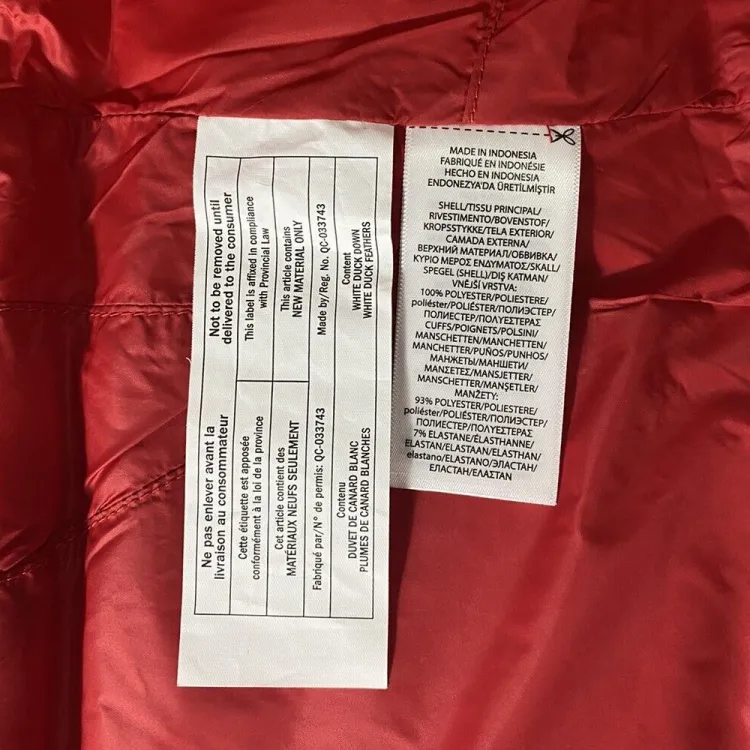 Not to be removed until
delivered to the consumer
This label is affixed in compliance
with Provincial Law
This article contains
NEW MATERIAL ONLY
Made by/Reg. No. QC-033743
Content
WHITE DUCK DOWN
WHITE DUCK FEATHERS
Ne pas enlever avant la
livraison au consommateur
Cette étiquette est apposée
conformément à la loi de la province
Cet article contient des
MATÉRIAUX NEUFS SEULEMENT
Fabriqué par/N° de permis: QC-033743
Contenu
DUVET DE CANARD BLANC
PLUMES DE CANARD BLANCHES
MADE IN INDONESIA
FABRIQUÉ EN INDONÉSIE
HECHO EN INDONESIA
ENDONEZYA'DA ÜRETİLMİŞTİR
SHELL/TISSU PRINCIPAL/
RIVESTIMENTO/BOVENSTOF/
KROPSSTYKKE/TELA EXTERIOR/
CAMADA EXTERNA/
ВЕРХНИЙ МАТЕРИАЛ/ОБВИВКА/
ΚΥΡΙΟ ΜΕΡΟΣ ΕΝΔΥΜΑΤΟΣ/SKALL/
SPEGEL (SHELL)/DIŞ KATMAN/
VNĚJŠÍ VRSTVA:
100% POLYESTER/POLIESTERE/
poliéster/POLIÉSTER/ПОЛИЭСТЕР/
ПОЛИЕСТЕР/ΠΟΛΥΕΣΤΕΡΑΣ
CUFFS/POIGNETS/POLSINI/
MANSCHETTEN/MANCHETTEN/
MANCHETTER/PUÑOS/PUNHOS/
МАНЖЕТЫ/МАНШЕТИ/
ΜΑΝΣΕΤΕΣ/MANSJETTER/
MANSCHETTER/MANŞETLER/
MANŽETY:
93% POLYESTER/POLIESTERE/
poliéster/POLIÉSTER/ПОЛИЭСТЕР/
ПОЛИЕСТЕР/ΠΟΛΥΕΣΤΕΡΑΣ
7% ELASTANE/ÉLASTHANNE/
ELASTAN/ELASTAAN/ELASTHAN/
elastano/ELASTANO/ЭЛАСТАН/
ЕЛАСТАН/ΕΛΑΣΤΑΝ